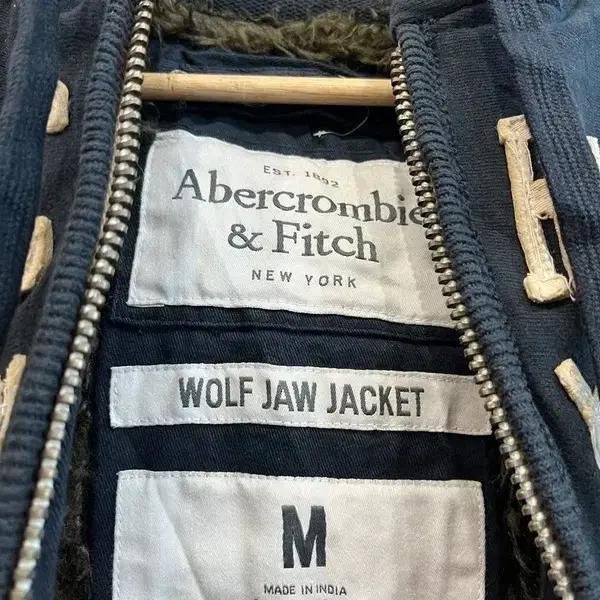 EST. 1892
Abercrombie
& Fitch
NEW YORK
WOLF JAW JACKET
M
MADE IN INDIA